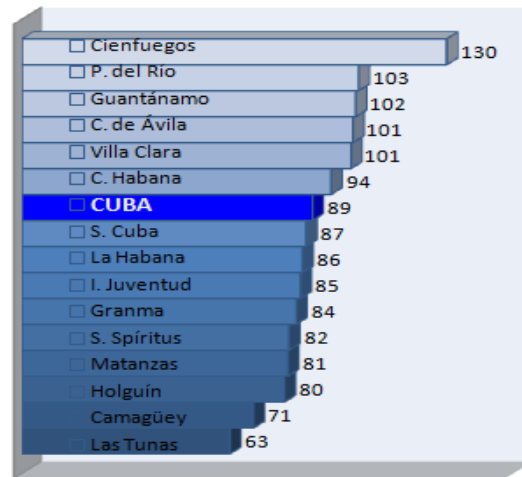 Cienfuegos 130
P. del Río 103
Guantánamo 102
C. de Ávila 101
Villa Clara 101
C. Habana 94
CUBA 89
S. Cuba 87
La Habana 86
I. Juventud 85
Granma 84
S. Spíritus 82
Matanzas 81
Holguín 80
Camagüey 71
Las Tunas 63